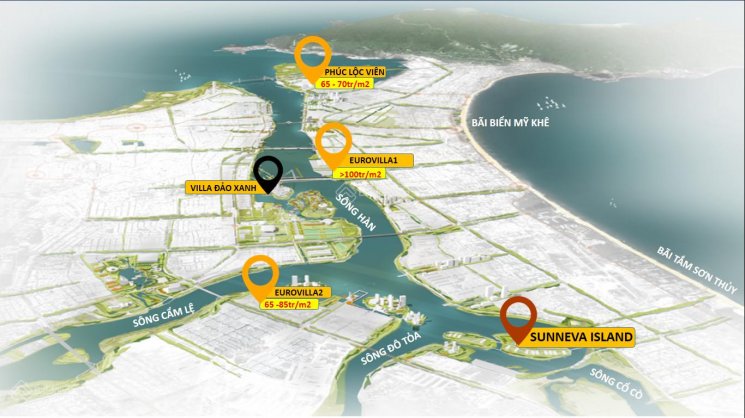 PHÚC LỘC VIÊN
65 - 70tr/m2
BÃI BIỂN MỸ KHÊ
EUROVILLA1
>100tr/m2
VILLA ĐẢO XANH
SÔNG HÀN
BÃI TẮM SƠN THỦY
EUROVILLA2
65 -85tr/m2
SÔNG CẨM LỆ
SUNNEVA ISLAND
SÔNG ĐÔ TỎA
SÔNG CỔ CÒ